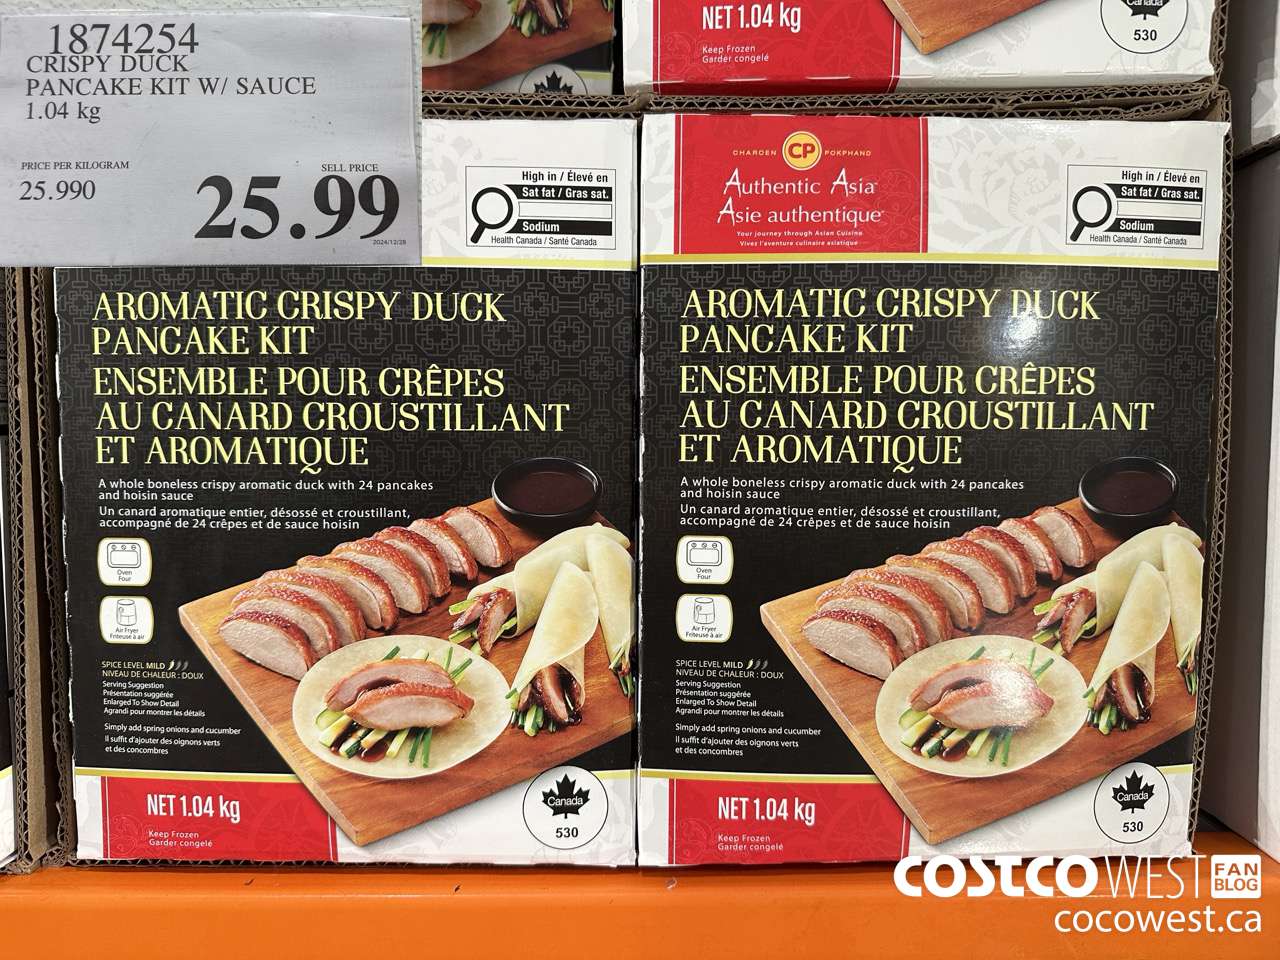 1874254
CRISPY DUCK
PANCAKE KIT W/ SAUCE
1.04 kg
PRICE PER KILOGRAM
25.990
SELL PRICE
25.99
2024/12/28
NET 1.04 kg
Keep Frozen
Garder congelé
Canada
530
High in / Élevé en
Sat fat / Gras sat.
Sodium
Health Canada / Santé Canada
AROMATIC CRISPY DUCK
PANCAKE KIT
ENSEMBLE POUR CRÊPES
AU CANARD CROUSTILLANT
ET AROMATIQUE
A whole boneless crispy aromatic duck with 24 pancakes
and hoisin sauce
Un canard aromatique entier, désossé et croustillant,
accompagné de 24 crêpes et de sauce hoisin
Oven
Four
Air Fryer
Friteuse à air
SPICE LEVEL MILD
NIVEAU DE CHALEUR : DOUX
Serving Suggestion
Présentation suggérée
Enlarged To Show Detail
Agrandi pour montrer les détails
Simply add spring onions and cucumber
Il suffit d'ajouter des oignons verts
et des concombres
NET 1.04 kg
Keep Frozen
Garder congelé
Canada
530
CHAROEN CP POKPHAND
Authentic Asia
Asie authentique
Your journey through Asian Cuisine
Vivez l'aventure culinaire asiatique
High in / Élevé en
Sat fat / Gras sat.
Sodium
Health Canada / Santé Canada
AROMATIC CRISPY DUCK
PANCAKE KIT
ENSEMBLE POUR CRÊPES
AU CANARD CROUSTILLANT
ET AROMATIQUE
A whole boneless crispy aromatic duck with 24 pancakes
and hoisin sauce
Un canard aromatique entier, désossé et croustillant,
accompagné de 24 crêpes et de sauce hoisin
Oven
Four
Air Fryer
Friteuse à air
SPICE LEVEL MILD
NIVEAU DE CHALEUR : DOUX
Serving Suggestion
Présentation suggérée
Enlarged To Show Detail
Agrandi pour montrer les détails
Simply add spring onions and cucumber
Il suffit d'ajouter des oignons verts
et des concombres
NET 1.04 kg
Keep Frozen
Garder congelé
Canada
530
COSTCO WEST FAN BLOG
cocowest.ca